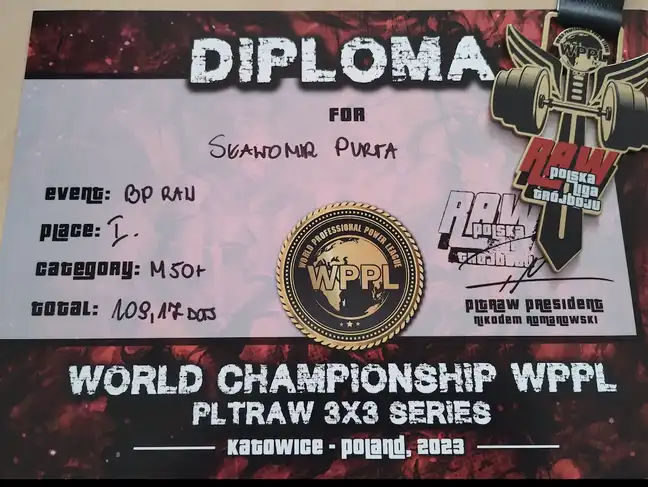 DIPLOMA
FOR
SŁAWOMIR PURTA
event: BP RAW
place: I.
category: M50+
total: 109,17 DOTS
WORLD PROFESSIONAL POWER LEAGUE
WPPL
RAW
polska
trójboju
PLTRAW PRESIDENT
NIKODEM ROMANOWSKI
WPPL
RAW
polska
liga
trójboju
WORLD CHAMPIONSHIP WPPL
PLTRAW 3X3 SERIES
Katowice - Poland, 2023